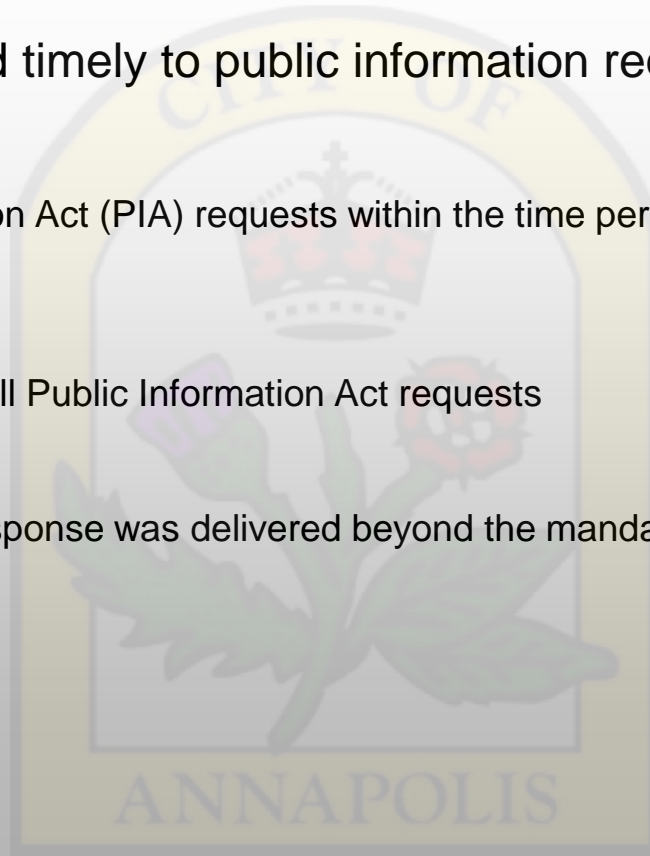 CITY OF
d timely to public information re
on Act (PIA) requests within the time per
ll Public Information Act requests
sponse was delivered beyond the manda
ANNAPOLIS